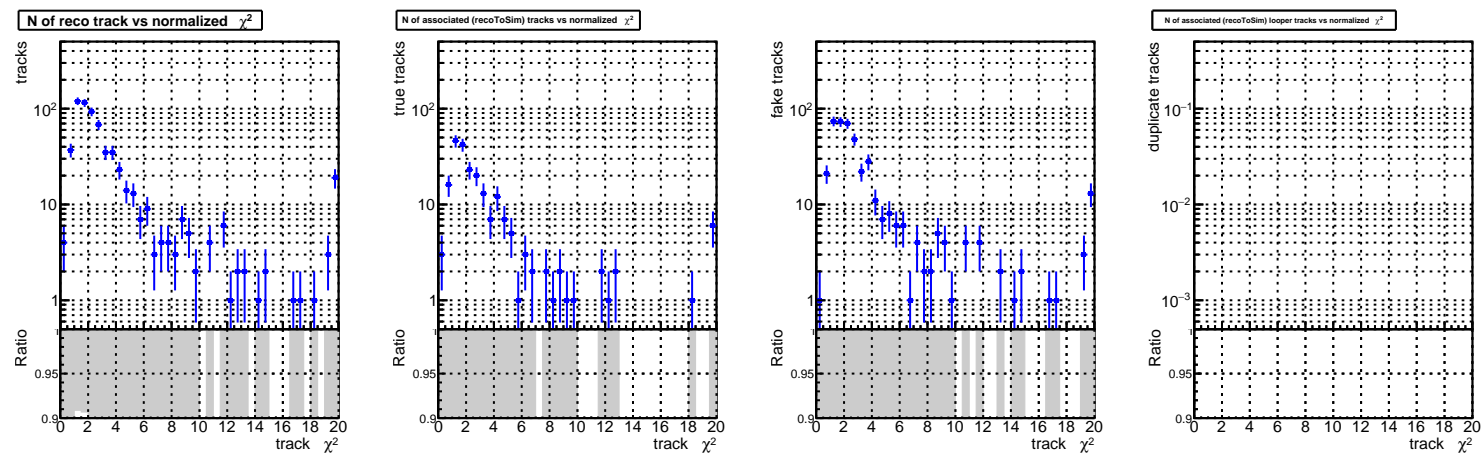 N of reco track vs normalized χ²
tracks
10²
10
1
Ratio
1
0.95
0.9
0 2 4 6 8 10 12 14 16 18 20
track χ²
N of associated (recoToSim) tracks vs normalized χ²
true tracks
10²
10
1
Ratio
1
0.95
0.9
0 2 4 6 8 10 12 14 16 18 20
track χ²
fake tracks
10²
10
1
Ratio
1
0.95
0.9
0 2 4 6 8 10 12 14 16 18 20
track χ²
N of associated (recoToSim) looper tracks vs normalized χ²
duplicate tracks
10⁻¹
10⁻²
10⁻³
Ratio
1
0.95
0.9
0 2 4 6 8 10 12 14 16 18 20
track χ²